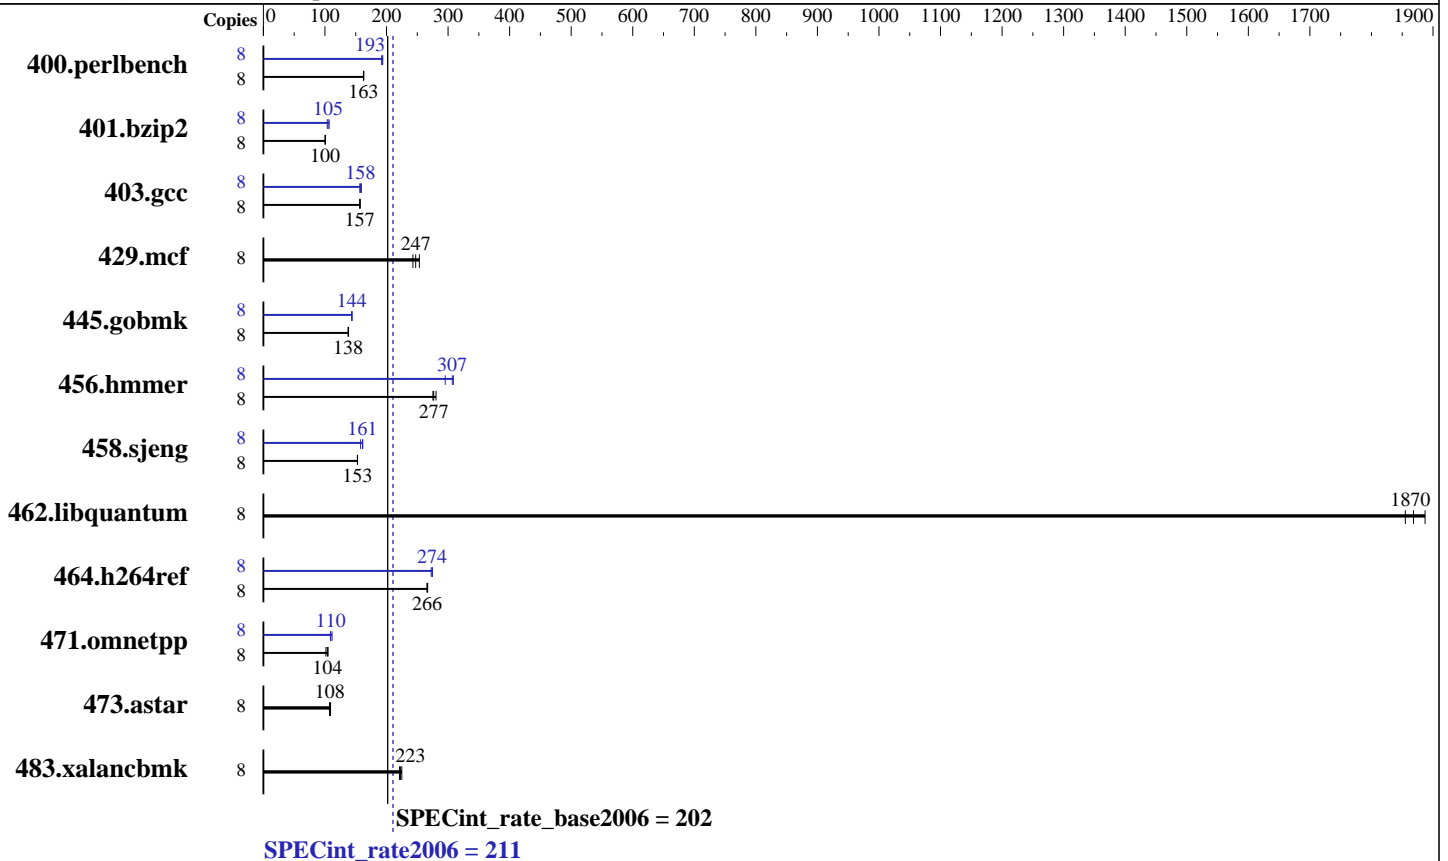 Copies 0 100 200 300 400 500 600 700 800 900 1000 1100 1200 1300 1400 1500 1600 1700 1900
400.perlbench 8 193
8 163
401.bzip2 8 105
8 100
403.gcc 8 158
8 157
429.mcf 8 247
445.gobmk 8 144
8 138
456.hmmer 8 307
8 277
458.sjeng 8 161
8 153
462.libquantum 8 1870
464.h264ref 8 274
8 266
471.omnetpp 8 110
8 104
473.astar 8 108
483.xalancbmk 8 223
SPECint_rate_base2006 = 202
SPECint_rate2006 = 211